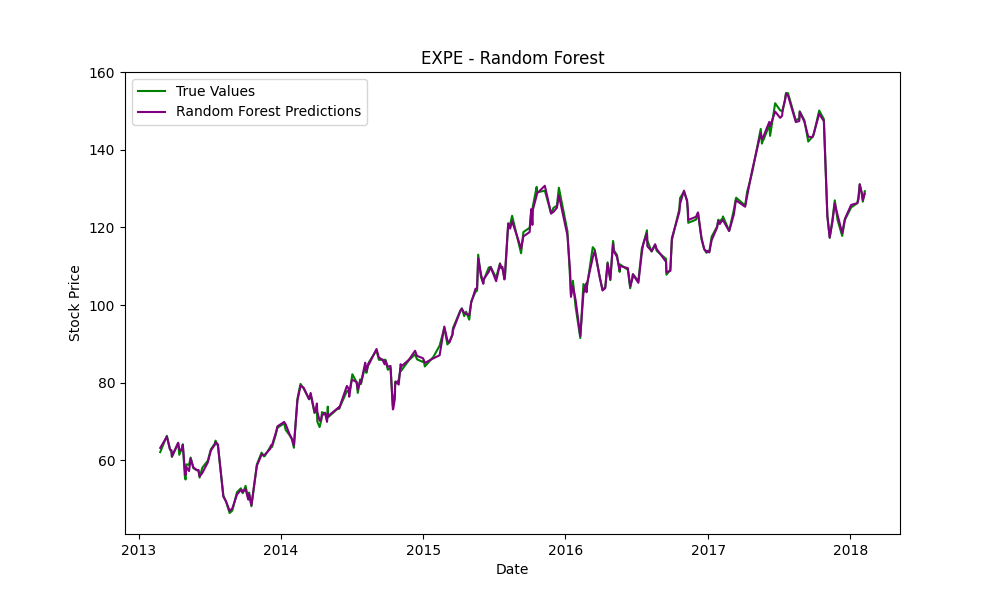 EXPE - Random Forest
True Values
Random Forest Predictions
160
140
120
100
80
60
Stock Price
2013 2014 2015 2016 2017 2018
Date